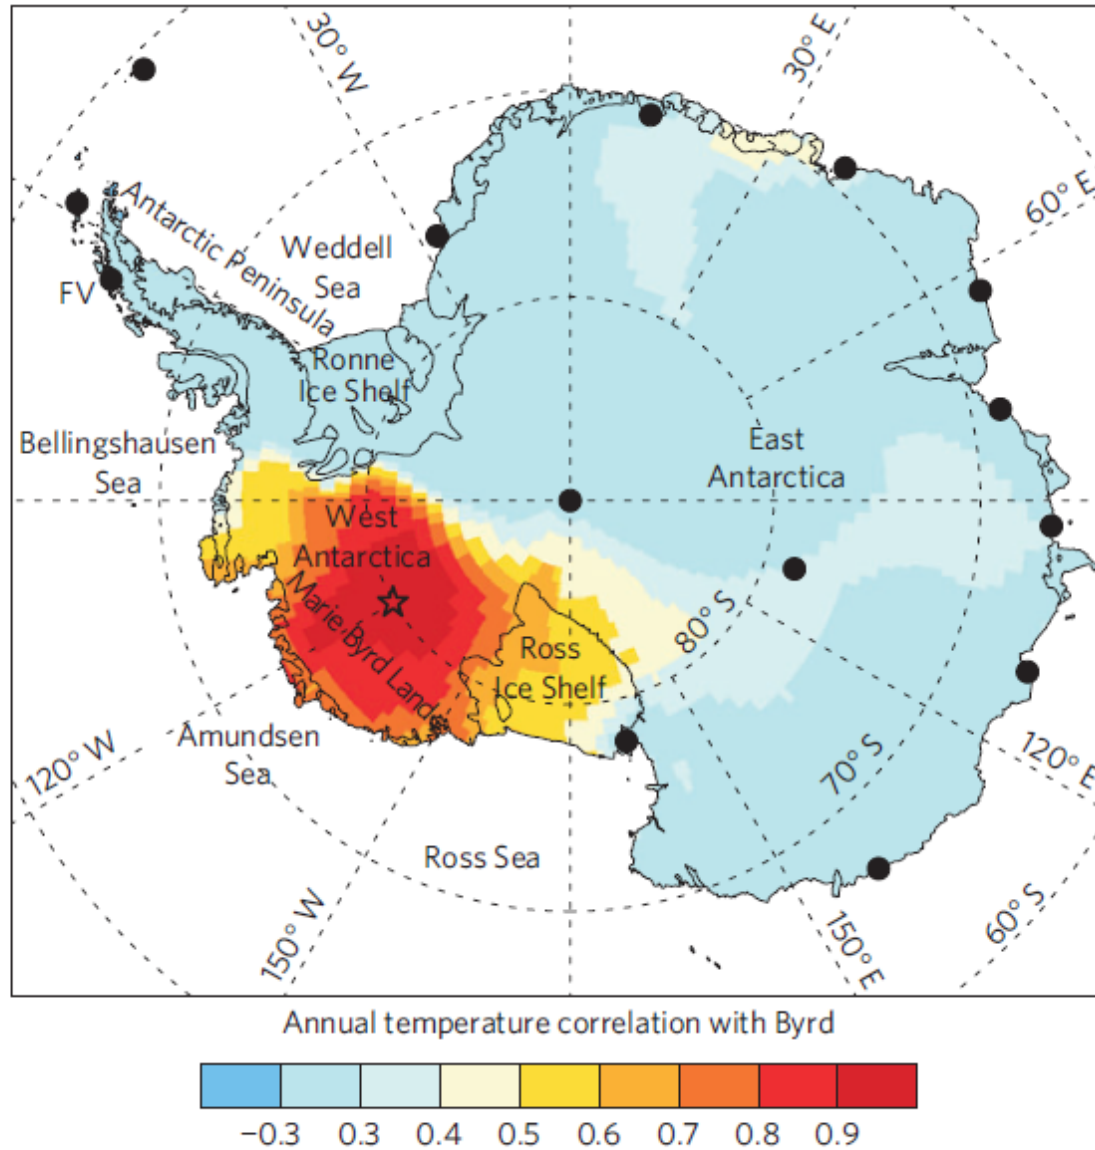 30° W
30° E
60° E
Antarctic Peninsula
Weddell
Sea
FV
Ronne
Ice Shelf
Bellingshausen
Sea
East
Antarctica
West
Antarctica
Marie Byrd Land
80° S
Ross
Ice Shelf
Amundsen
Sea
120° W
70° S
120° E
Ross Sea
150° W
150° E
60° S
Annual temperature correlation with Byrd
−0.3 0.3 0.4 0.5 0.6 0.7 0.8 0.9